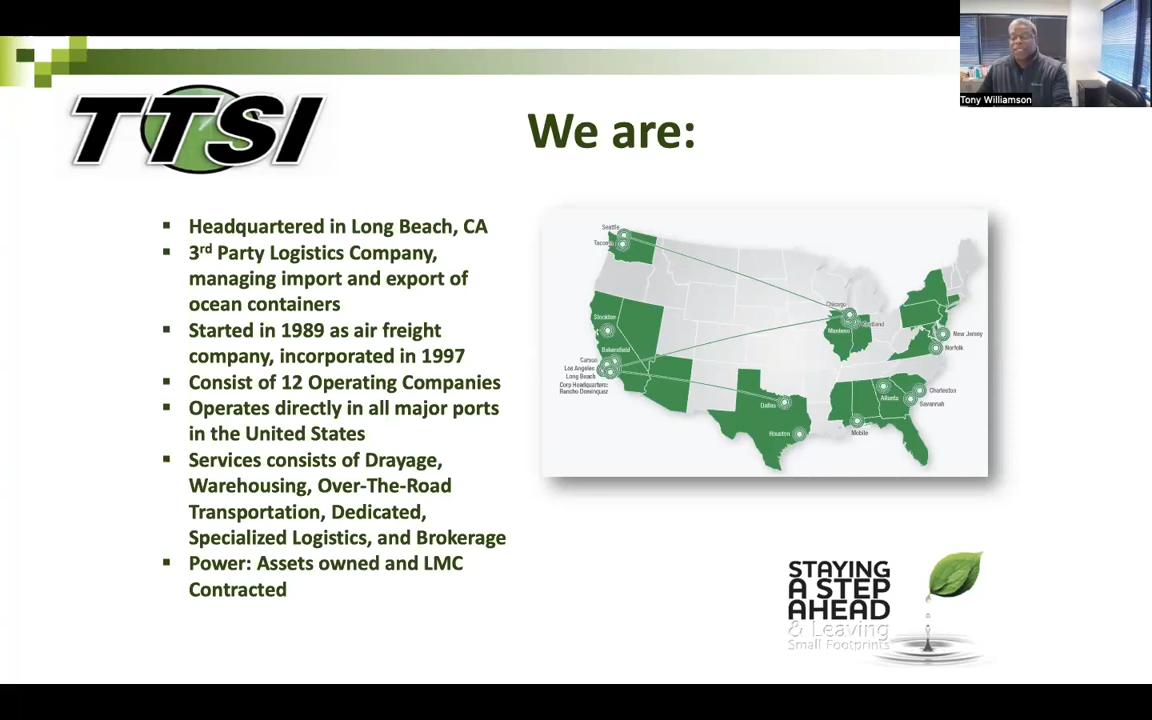 Tony Williamson
TTSI
We are:
▪ Headquartered in Long Beach, CA
▪ 3rd Party Logistics Company,
managing import and export of
ocean containers
▪ Started in 1989 as air freight
company, incorporated in 1997
▪ Consist of 12 Operating Companies
▪ Operates directly in all major ports
in the United States
▪ Services consists of Drayage,
Warehousing, Over-The-Road
Transportation, Dedicated,
Specialized Logistics, and Brokerage
▪ Power: Assets owned and LMC
Contracted
Seattle
Tacoma
Stockton
Bakersfield
Carson
Los Angeles
Long Beach
Corp Headquarters:
Rancho Dominguez
Chicago
Manteno
Dallas
Houston
New Jersey
Norfolk
Charleston
Atlanta
Savannah
Mobile
STAYING
A STEP
AHEAD
& Leaving
Small Footprints